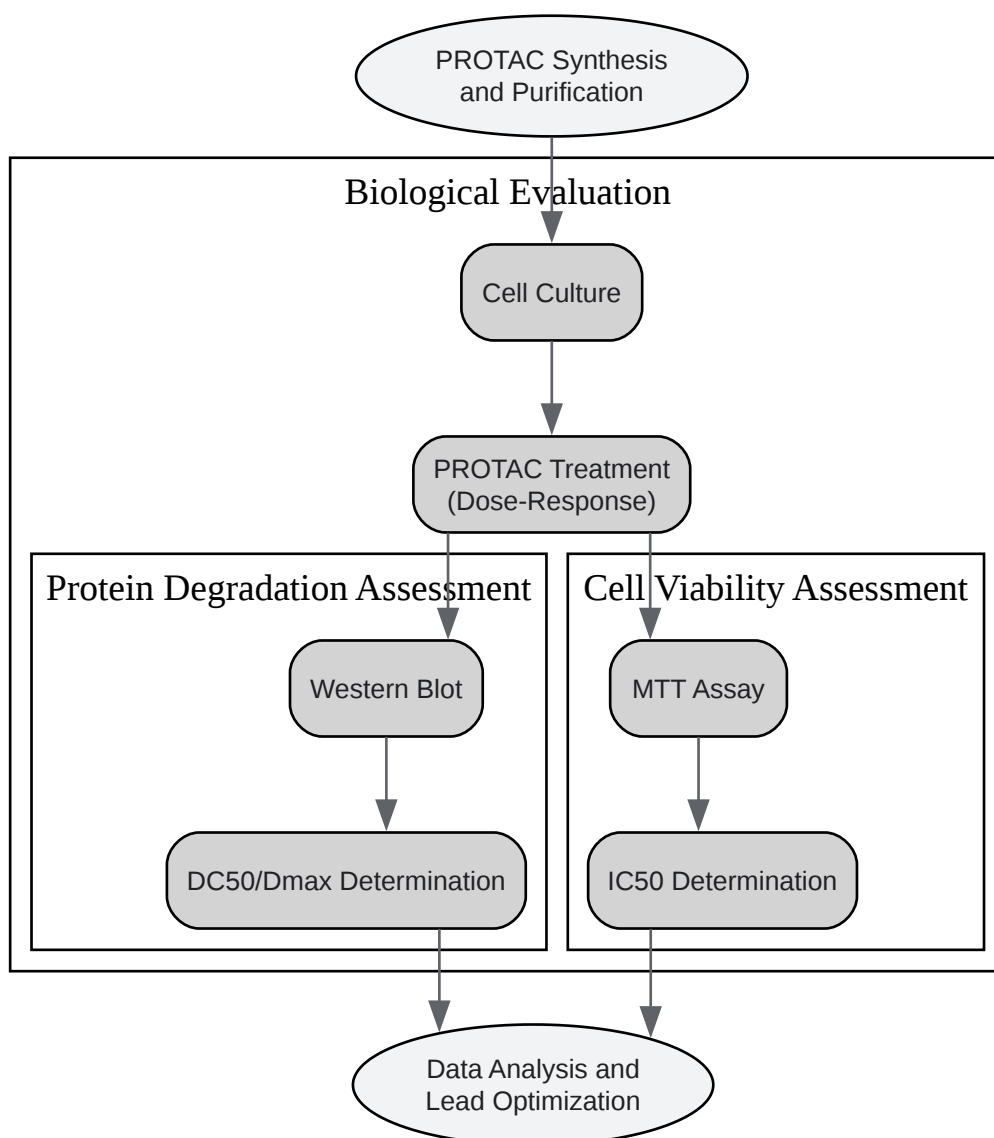 PROTAC Synthesis
and Purification
Biological Evaluation
Cell Culture
PROTAC Treatment
(Dose-Response)
Protein Degradation Assessment
Cell Viability Assessment
Western Blot
MTT Assay
DC50/Dmax Determination
IC50 Determination
Data Analysis and
Lead Optimization